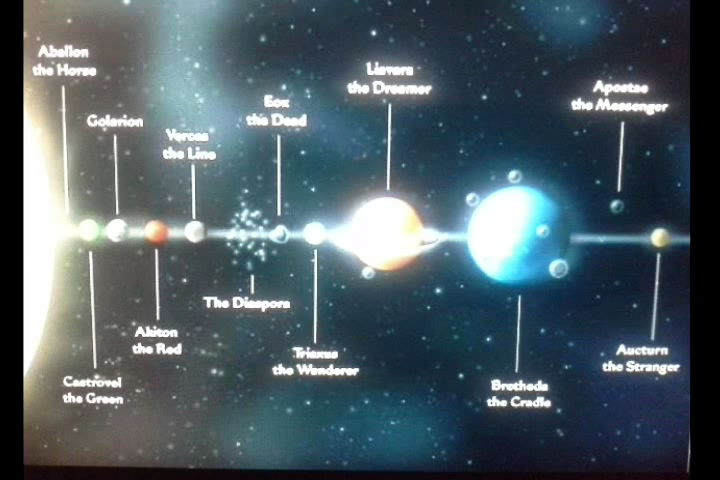 Aballon
the Horse
Golarion
Verces
the Line
Eox
the Dead
Liavara
the Dreamer
Apostae
the Messenger
Castrovel
the Green
Akiton
the Red
The Diaspora
Triaxus
the Wanderer
Bretheda
the Cradle
Aucturn
the Stranger